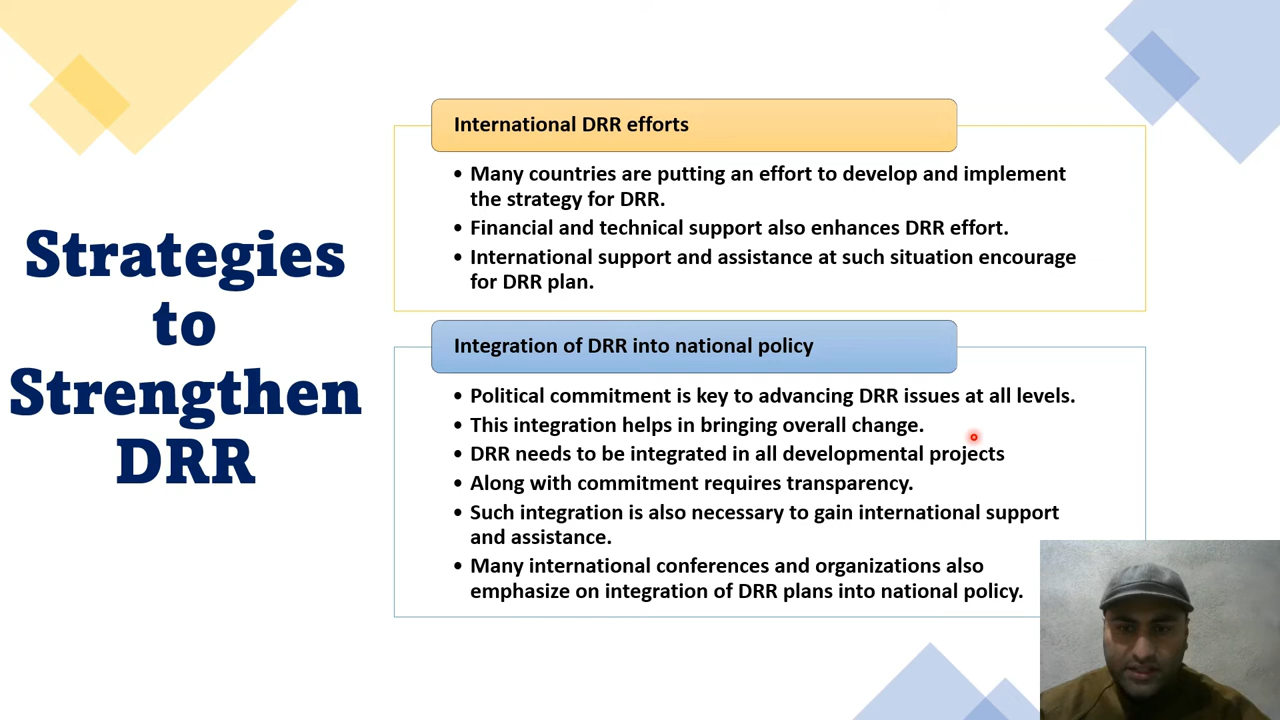 Strategies
to
Strengthen
DRR
International DRR efforts
• Many countries are putting an effort to develop and implement
the strategy for DRR.
• Financial and technical support also enhances DRR effort.
• International support and assistance at such situation encourage
for DRR plan.
Integration of DRR into national policy
• Political commitment is key to advancing DRR issues at all levels.
• This integration helps in bringing overall change.
• DRR needs to be integrated in all developmental projects
• Along with commitment requires transparency.
• Such integration is also necessary to gain international support
and assistance.
• Many international conferences and organizations also
emphasize on integration of DRR plans into national policy.